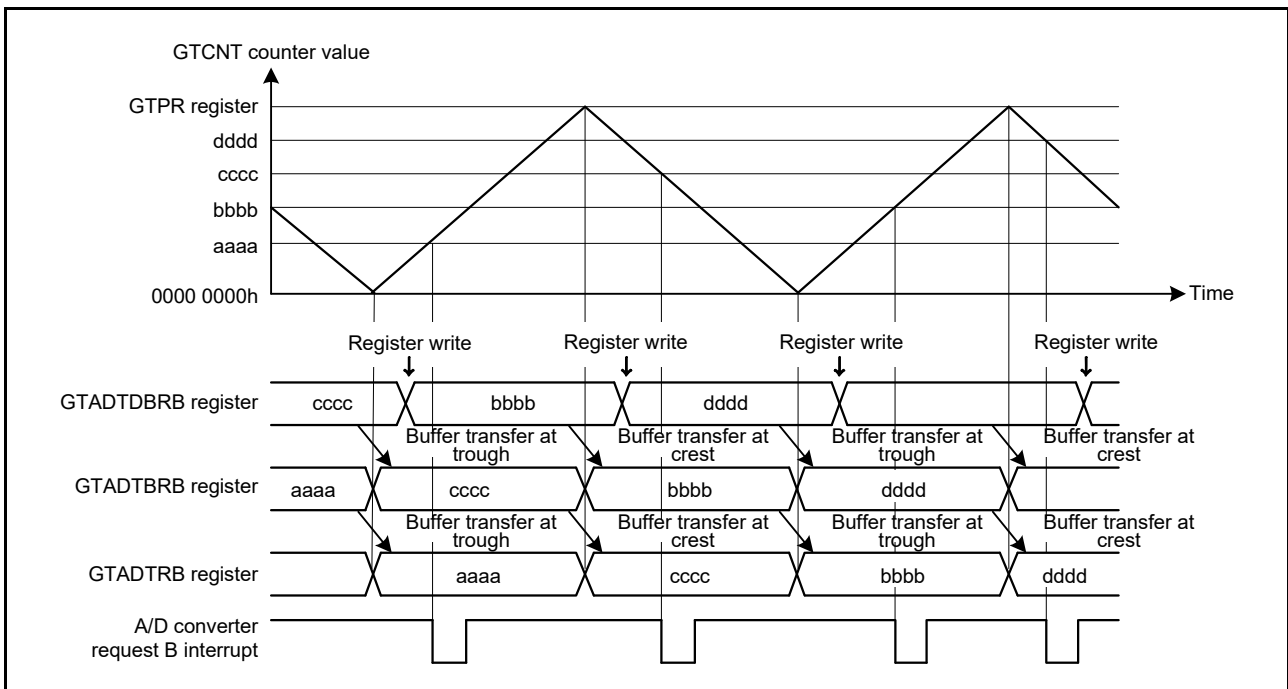 GTCNT counter value
GTPR register
dddd
cccc
bbbb
aaaa
0000 0000h
Time
Register write Register write Register write Register write
GTADTDBRB register cccc bbbb dddd
Buffer transfer at trough Buffer transfer at crest Buffer transfer at trough Buffer transfer at crest
GTADTBRB register aaaa cccc bbbb dddd
Buffer transfer at trough Buffer transfer at crest Buffer transfer at trough Buffer transfer at crest
GTADTRB register aaaa cccc bbbb dddd
A/D converter
request B interrupt